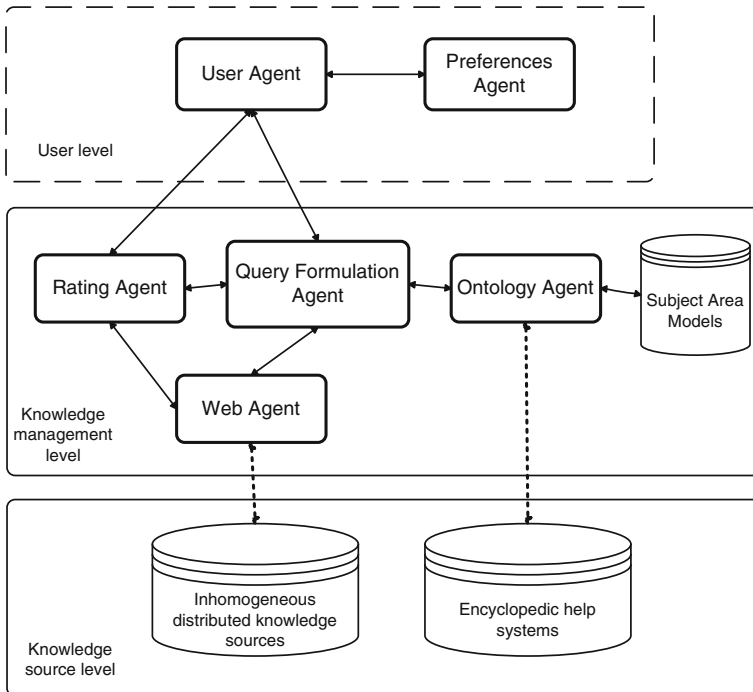 User Agent
Preferences
Agent
User level
Rating Agent
Query Formulation
Agent
Ontology Agent
Subject Area
Models
Web Agent
Knowledge
management
level
Inhomogeneous
distributed knowledge
sources
Encyclopedic help
systems
Knowledge
source level